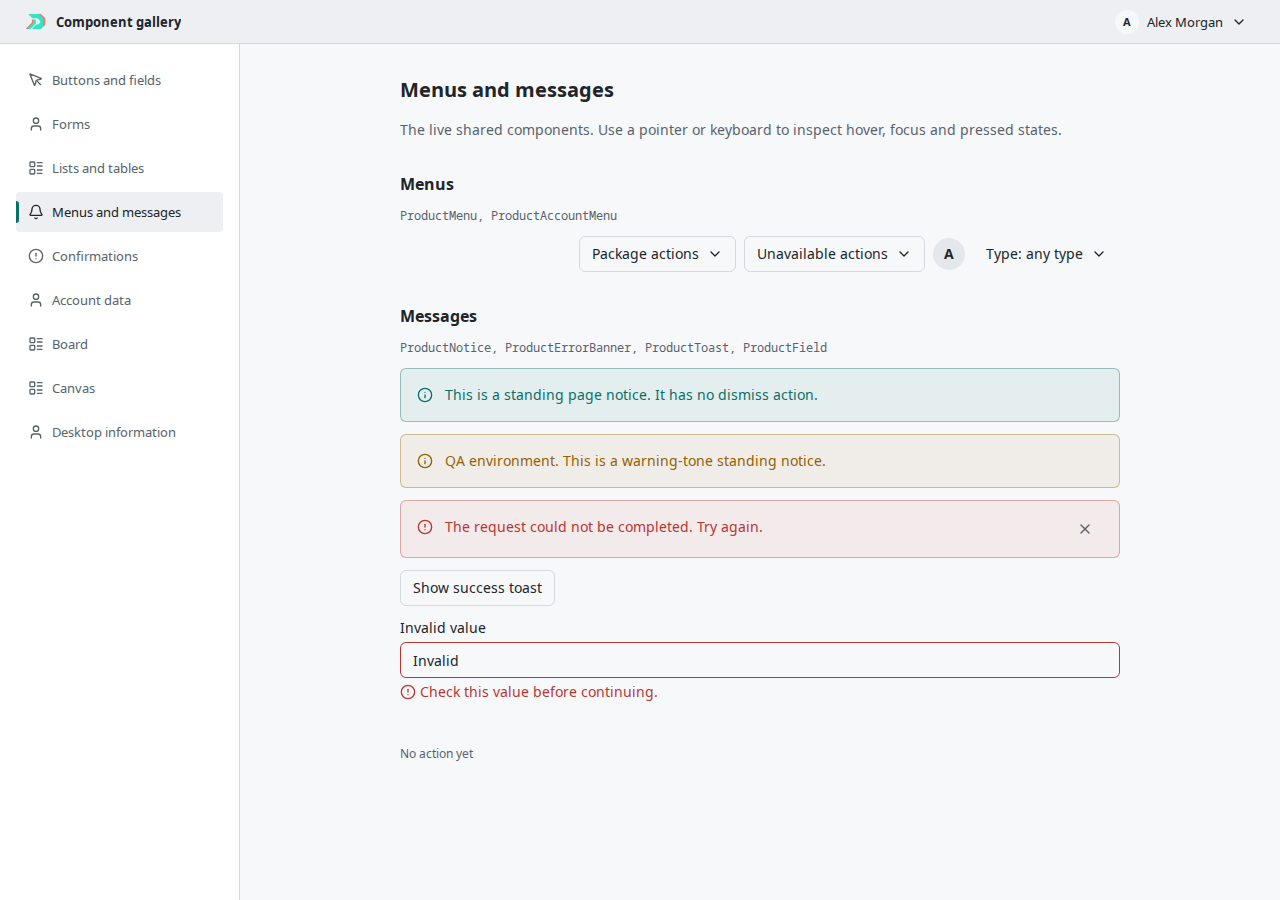 Component gallery
A Alex Morgan
Buttons and fields
Forms
Lists and tables
Menus and messages
Confirmations
Account data
Board
Canvas
Desktop information
Menus and messages
The live shared components. Use a pointer or keyboard to inspect hover, focus and pressed states.
Menus
ProductMenu, ProductAccountMenu
Package actions Unavailable actions A Type: any type
Messages
ProductNotice, ProductErrorBanner, ProductToast, ProductField
This is a standing page notice. It has no dismiss action.
QA environment. This is a warning-tone standing notice.
The request could not be completed. Try again.
Show success toast
Invalid value
Invalid
Check this value before continuing.
No action yet